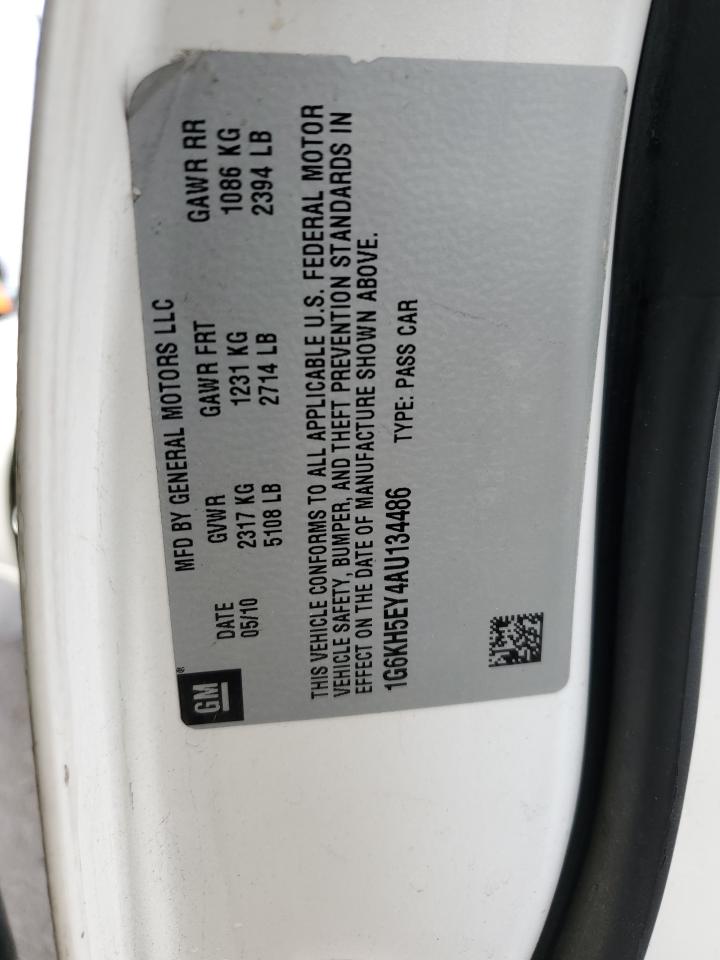 GM
®
MFD BY GENERAL MOTORS LLC
DATE GVWR GAWR FRT GAWR RR
05/10 2317 KG 1231 KG 1086 KG
5108 LB 2714 LB 2394 LB
THIS VEHICLE CONFORMS TO ALL APPLICABLE U.S. FEDERAL MOTOR
VEHICLE SAFETY, BUMPER, AND THEFT PREVENTION STANDARDS IN
EFFECT ON THE DATE OF MANUFACTURE SHOWN ABOVE.
1G6KH5EY4AU134486 TYPE: PASS CAR